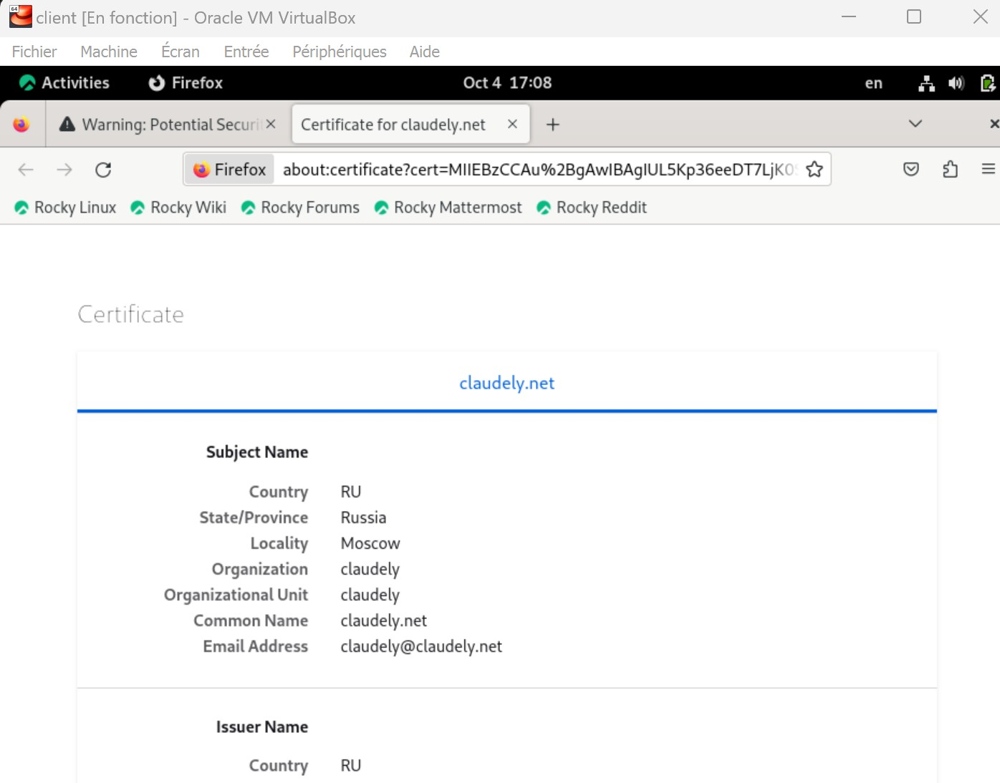 64
client [En fonction] - Oracle VM VirtualBox
Fichier Machine Écran Entrée Périphériques Aide
Activities Firefox Oct 4 17:08 en
Warning: Potential Securi Certificate for claudely.net
Firefox about:certificate?cert=MIIEBzCCAu%2BgAwIBAgIUL5Kp36eeDT7LjK0S
Rocky Linux Rocky Wiki Rocky Forums Rocky Mattermost Rocky Reddit
Certificate
claudely.net
Subject Name
Country RU
State/Province Russia
Locality Moscow
Organization claudely
Organizational Unit claudely
Common Name claudely.net
Email Address claudely@claudely.net
Issuer Name
Country RU